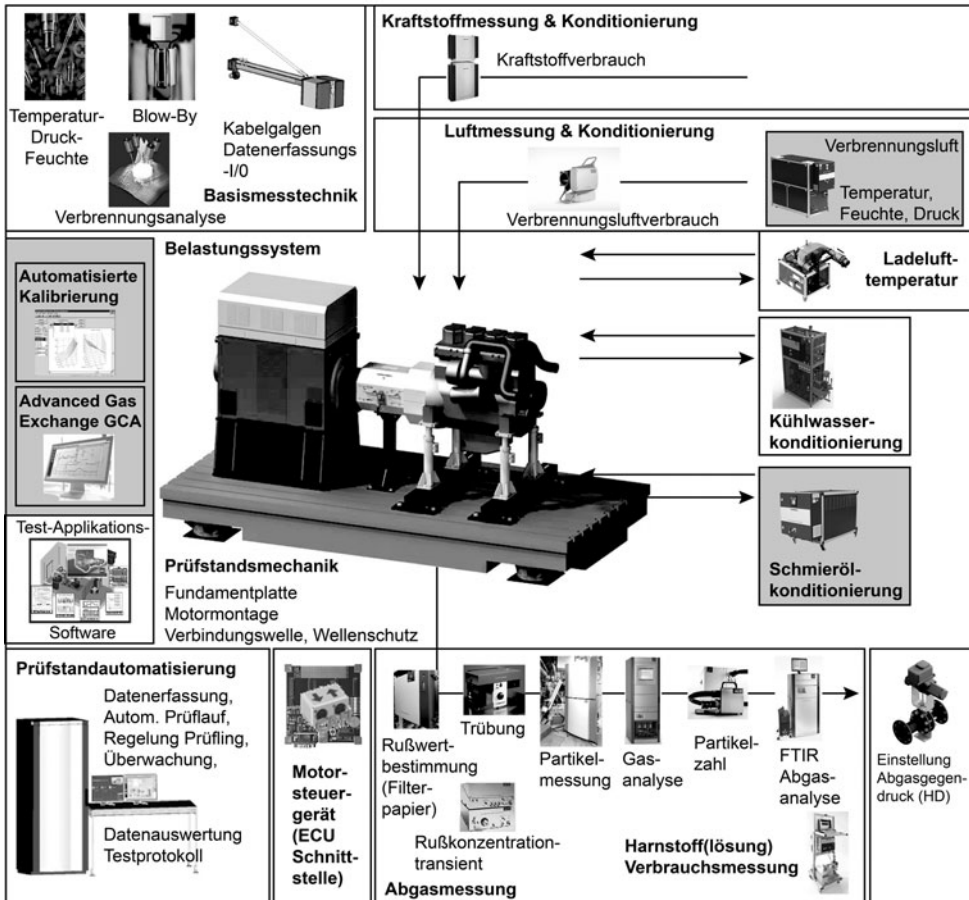 Temperatur-
Druck-
Feuchte
Blow-By
Kabelgalgen
Datenerfassungs
-I/0
Basismesstechnik
Verbrennungsanalyse
Kraftstoffmessung & Konditionierung
Kraftstoffverbrauch
Luftmessung & Konditionierung
Verbrennungsluftverbrauch
Verbrennungsluft
Temperatur,
Feuchte, Druck
Automatisierte
Kalibrierung
Advanced Gas
Exchange GCA
Test-Applikations-
Software
Belastungssystem
Prüfstandsmechanik
Fundamentplatte
Motormontage
Verbindungswelle, Wellenschutz
Ladeluft-
temperatur
Kühlwasser-
konditionierung
Schmieröl-
konditionierung
Prüfstandautomatisierung
Datenerfassung,
Autom. Prüflauf,
Regelung Prüfling,
Überwachung,
Datenauswertung
Testprotokoll
Motor-
steuer-
gerät
(ECU
Schnitt-
stelle)
Rußwert-
bestimmung
(Filter-
papier)
Trübung
Rußkonzentration-
transient
Partikel-
messung
Gas-
analyse
Partikel-
zahl
FTIR
Abgas-
analyse
Harnstoff(lösung)
Verbrauchsmessung
Abgasmessung
Einstellung
Abgasgegen-
druck (HD)